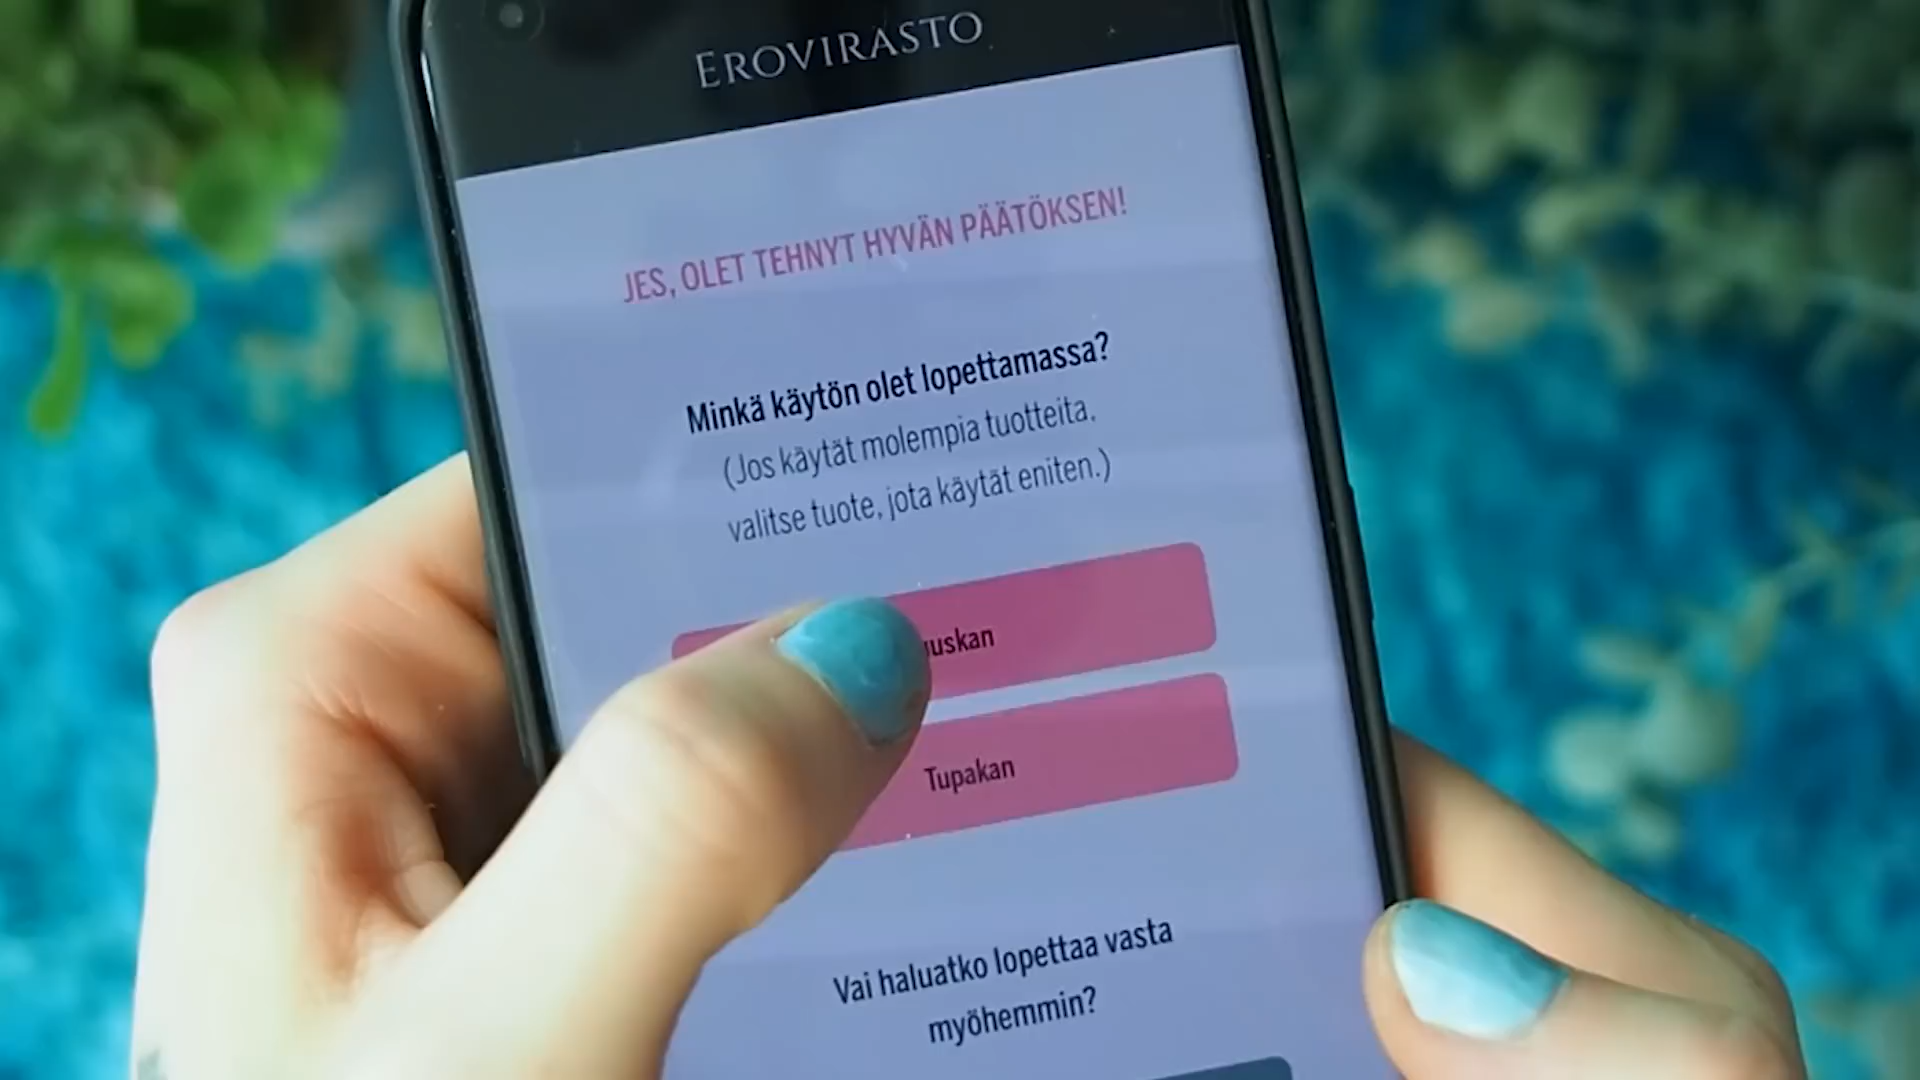 EROVIRASTO
JES, OLET TEHNYT HYVÄN PÄÄTÖKSEN!
Minkä käytön olet lopettamassa?
(Jos käytät molempia tuotteita,
valitse tuote, jota käytät eniten.)
uuskan
Tupakan
Vai haluatko lopettaa vasta
myöhemmin?